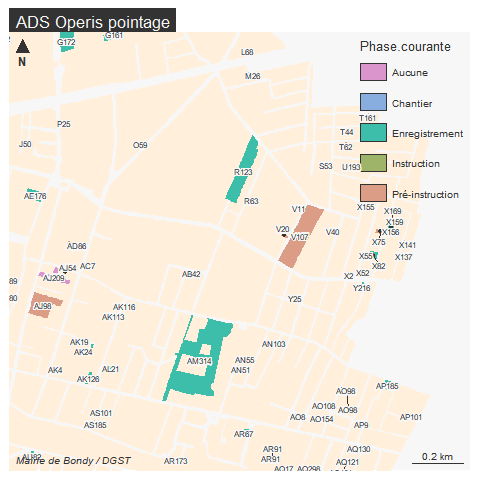 ADS Operis pointage
G172
G161
L66
M26
N
Phase.courante
Aucune
Chantier
Enregistrement
Instruction
Pré-instruction
P25
J50
O59
T161
T44
T62
S53
U193
R123
R63
AE176
V11
V20
V107
V40
X155
X169
X159
X158
X75
X141
X137
X55
X82
X52
X2
Y216
Y25
AD86
AJ54
AC7
AJ209
89
80
AJ98
AB42
AK116
AK113
AK19
AK24
AK4
AL21
AK126
AM314
AN103
AN55
AN51
AS101
AS185
AR67
AO98
AP185
AO108
AO98
AO8
AO154
AP9
AP101
AR173
AR91
AR91
AO17
AO298
AQ130
AQ121
Mairie de Bondy / DGST
0.2 km